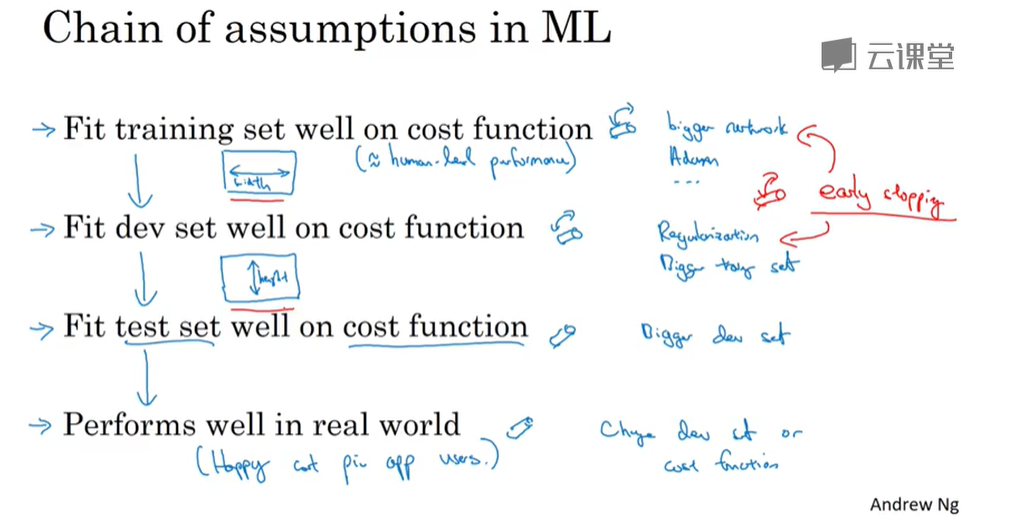 Chain of assumptions in ML
云课堂
→ Fit training set well on cost function
(≈ human-level performance)
bigger network
Adam
...
width
early stopping
→ Fit dev set well on cost function
Regularization
Bigger trainng set
height
→ Fit test set well on cost function
Bigger dev set
→ Performs well in real world
(Happy cat pic app users.)
Change dev set or
cost function
Andrew Ng